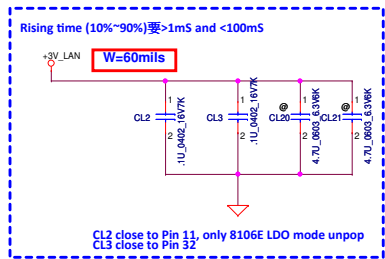 Rising time (10%~90%)要>1mS and <100mS
+3V_LAN
W=60mils
1
1
@
1
@
1
CL2
CL3
CL20
CL21
2
2
2
2
.1U_0402_16V7K
.1U_0402_16V7K
4.7U_0603_6.3V6K
4.7U_0603_6.3V6K
CL2 close to Pin 11, only 8106E LDO mode unpop
CL3 close to Pin 32